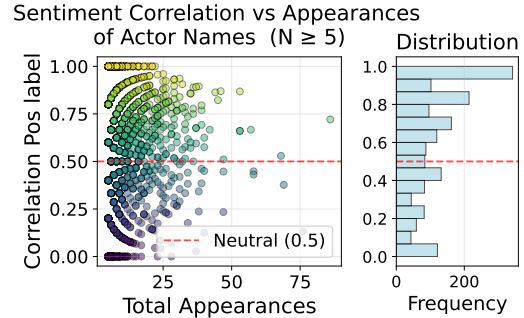 Sentiment Correlation vs Appearances
of Actor Names (N ≥ 5)
Distribution
Correlation Pos label
1.00
0.75
0.50
0.25
0.00
Neutral (0.5)
25
50
75
Total Appearances
1.0
0.8
0.6
0.4
0.2
0.0
0
200
Frequency